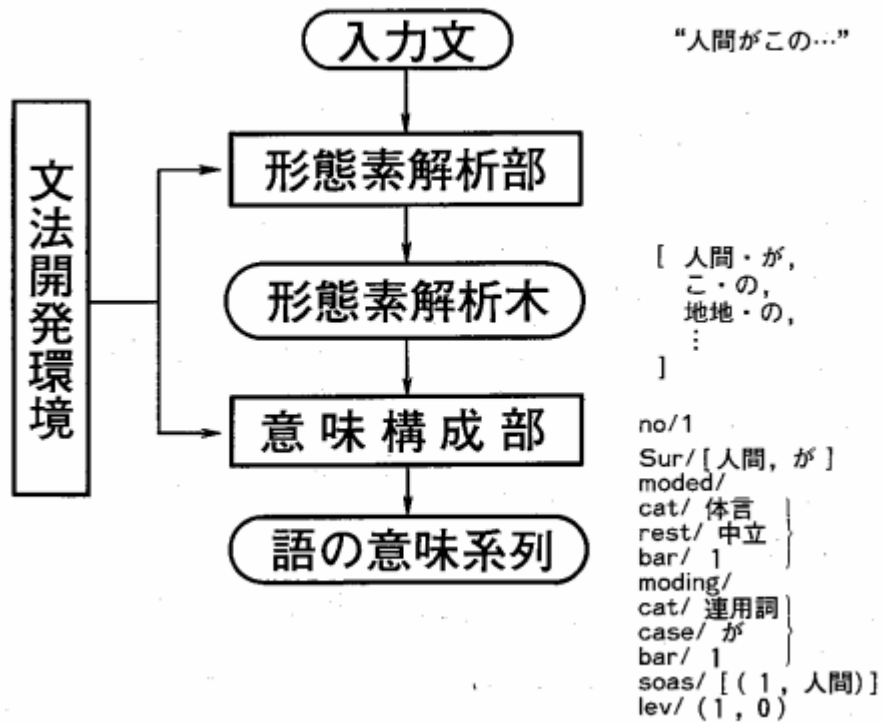 入力文
“人間がこの…”
文法開発環境
形態素解析部
形態素解析木
[ 人間・が,
こ・の,
地地・の,
⋮
]
意味構成部
語の意味系列
no/1
Sur/[人間, が]
moded/
cat/ 体言
rest/ 中立
bar/ 1
moding/
cat/ 連用詞
case/ が
bar/ 1
soas/ [( 1 , 人間)]
lev/ ( 1 , 0 )